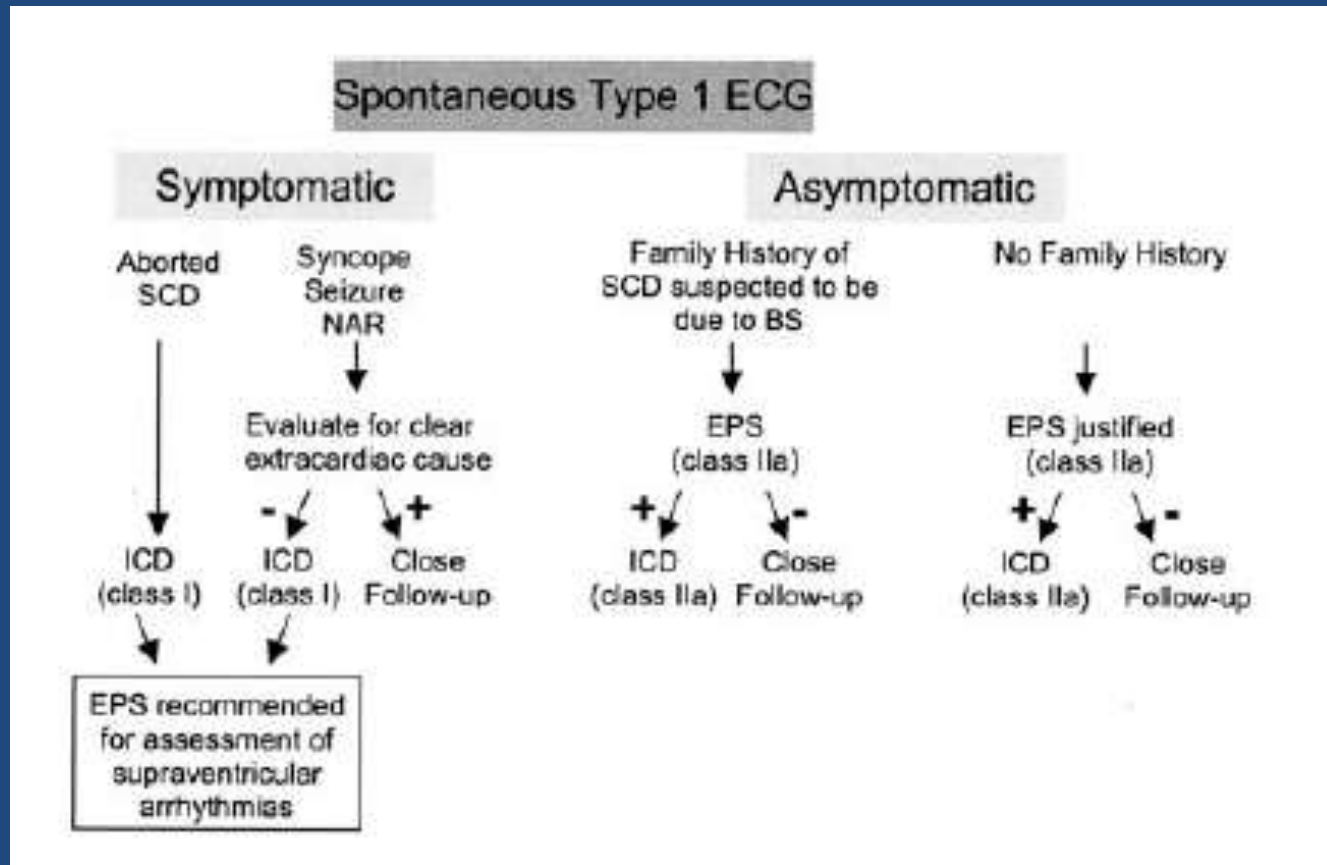 Spontaneous Type 1 ECG
Symptomatic
Asymptomatic
Aborted
SCD
Syncope
Seizure
NAR
Family History of
SCD suspected to be
due to BS
No Family History
Evaluate for clear
extracardiac cause
EPS
(class IIa)
EPS justified
(class IIa)
-
+
+
-
+
-
ICD
(class I)
ICD
(class I)
Close
Follow-up
ICD
(class IIa)
Close
Follow-up
ICD
(class IIa)
Close
Follow-up
EPS recommended
for assessment of
supraventricular
arrhythmias